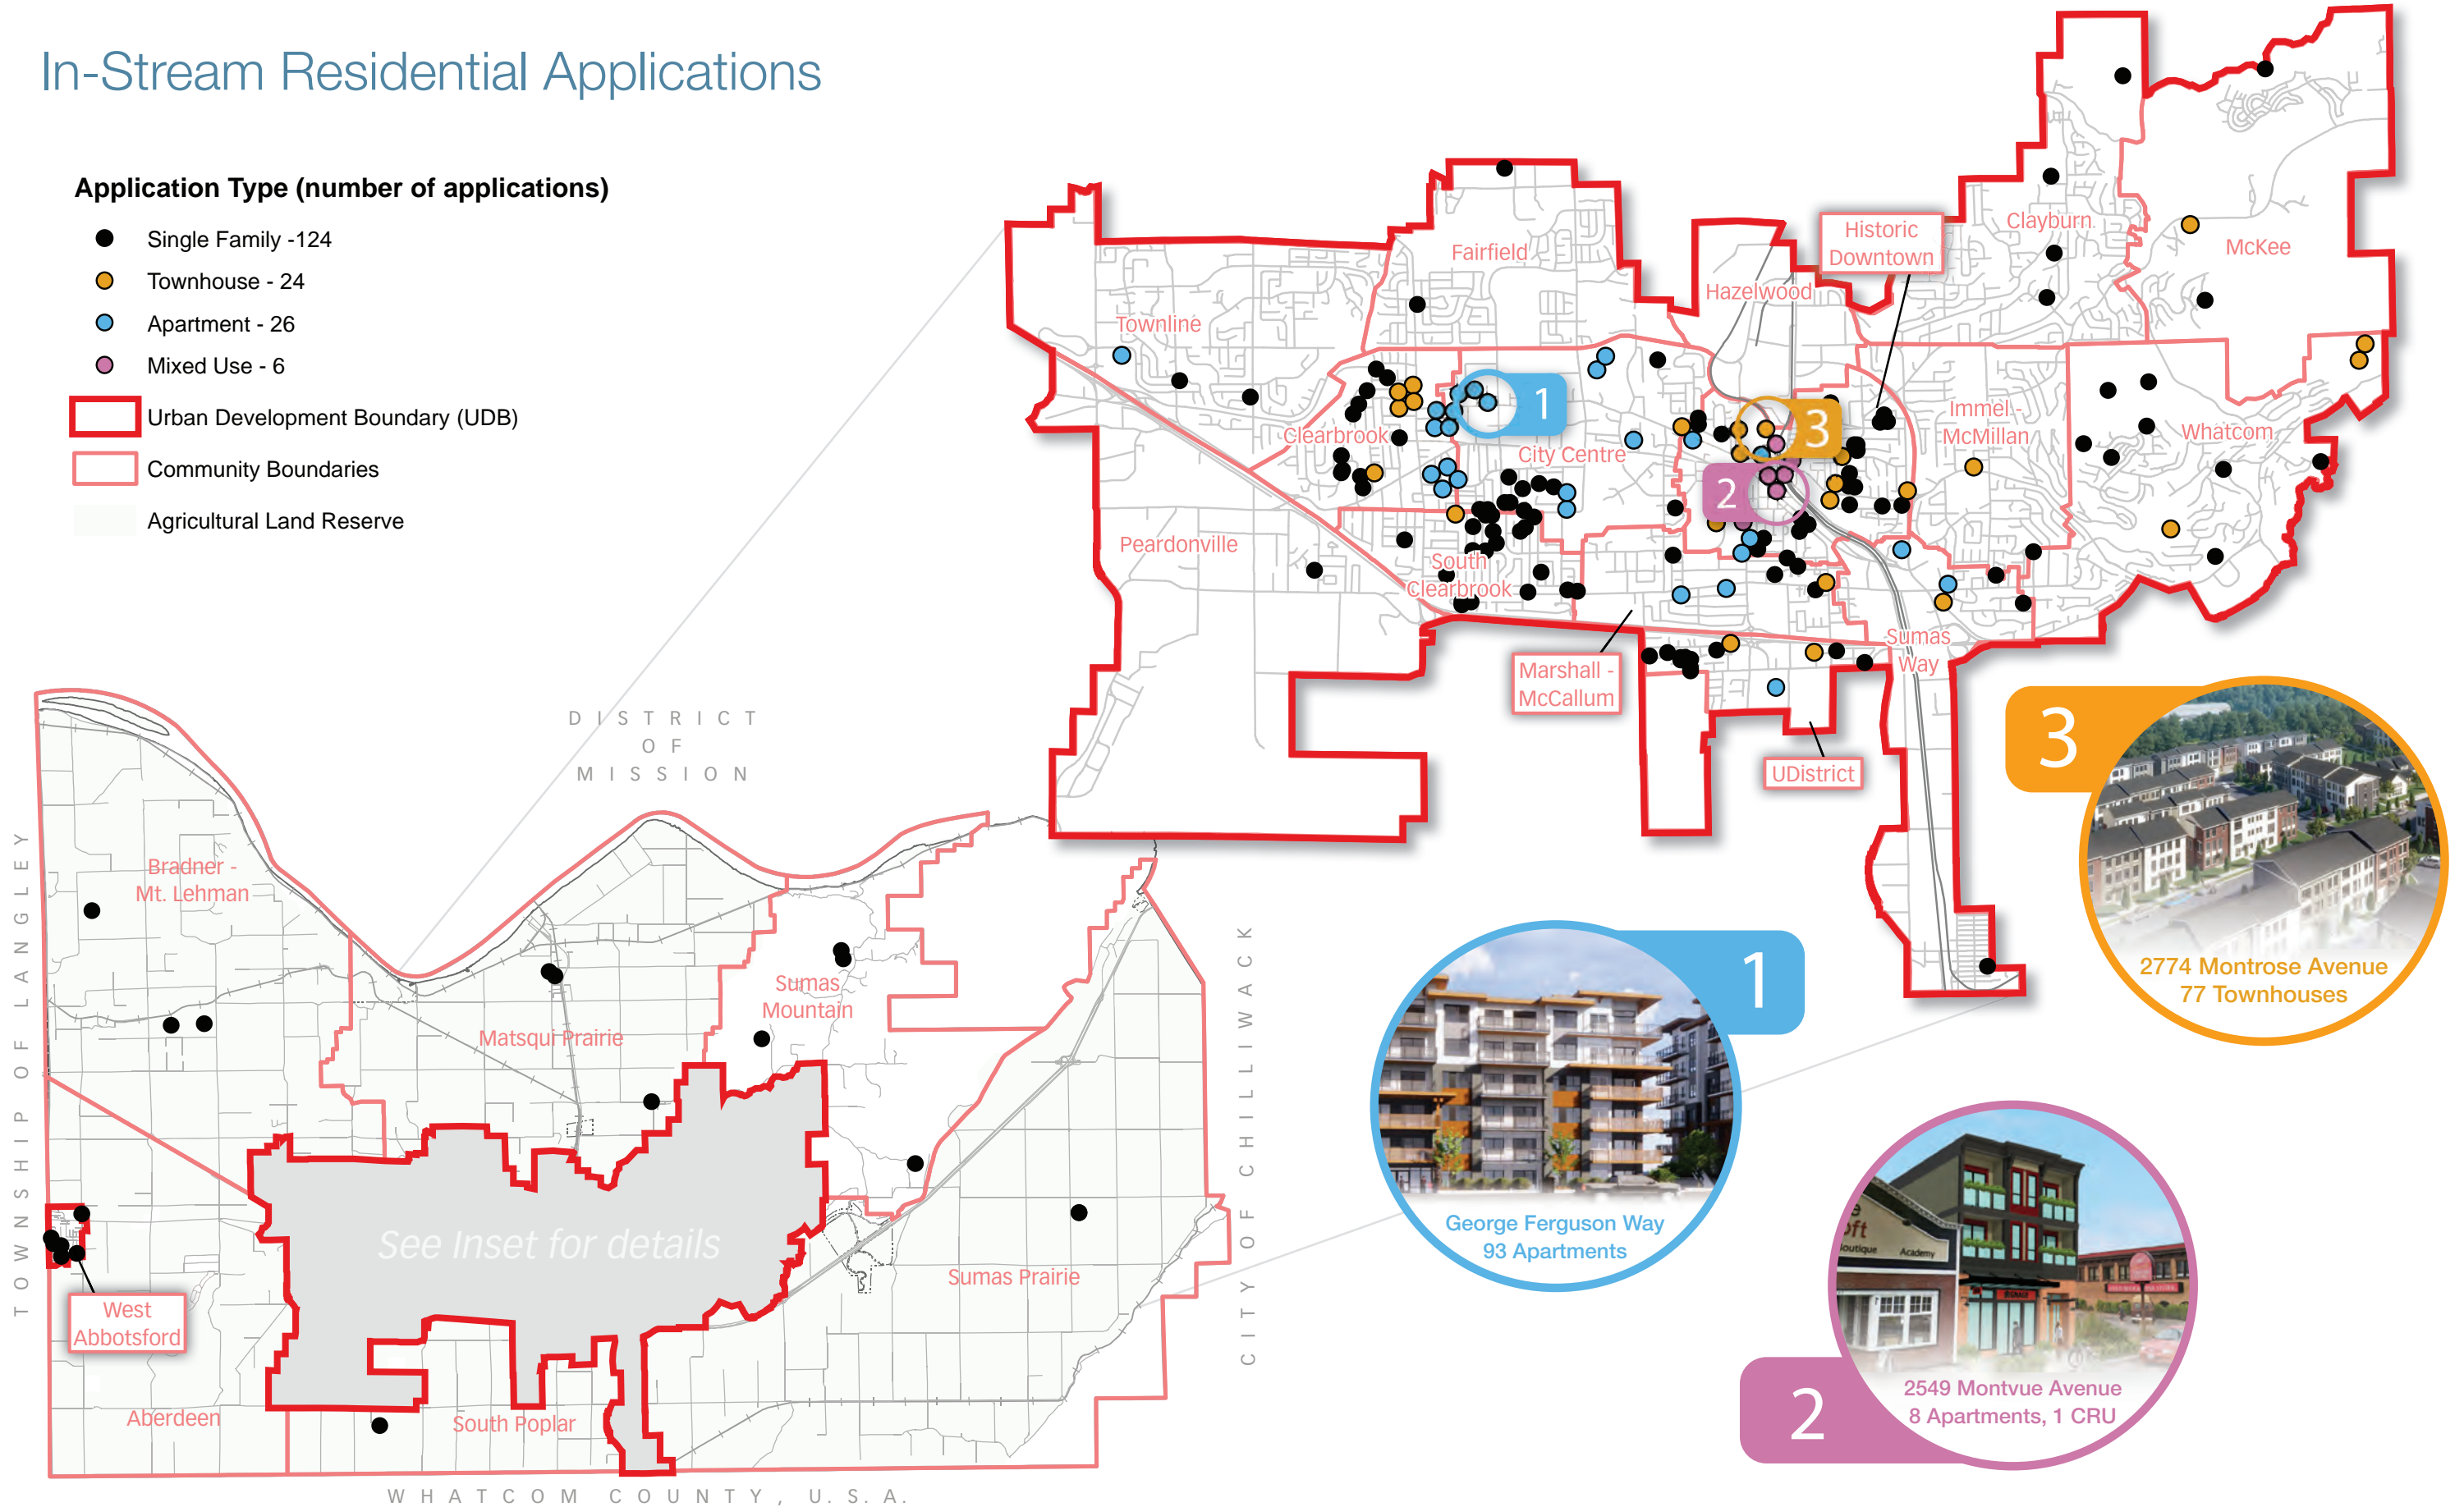 In-Stream Residential Applications
Application Type (number of applications)
Single Family -124
Townhouse - 24
Apartment - 26
Mixed Use - 6
Urban Development Boundary (UDB)
Community Boundaries
Agricultural Land Reserve
Historic
Downtown
Clayburn
McKee
Fairfield
Hazelwood
Townline
Immel -
McMillan
Whatcom
Clearbrook
City Centre
1
3
2
Peardonville
South
Clearbrook
Sumas
Way
Marshall -
McCallum
UDistrict
DISTRICT
OF
MISSION
TOWNSHIP OF LANGLEY
Bradner -
Mt. Lehman
Sumas
Mountain
Matsqui Prairie
CITY OF CHILLIWACK
See Inset for details
Sumas Prairie
West
Abbotsford
Aberdeen
South Poplar
WHATCOM COUNTY, U.S.A.
3
2774 Montrose Avenue
77 Townhouses
1
George Ferguson Way
93 Apartments
outique Academy
2
2549 Montvue Avenue
8 Apartments, 1 CRU